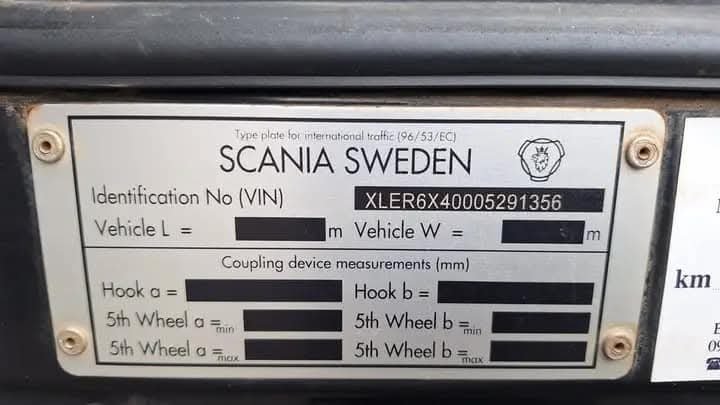 Type plate for international traffic (96/53/EC)
SCANIA SWEDEN
Identification No (VIN) XLER6X40005291356
Vehicle L = m Vehicle W = m
Coupling device measurements (mm)
Hook a = Hook b =
5th Wheel a =min 5th Wheel b =min
5th Wheel a =max 5th Wheel b =max
km
09